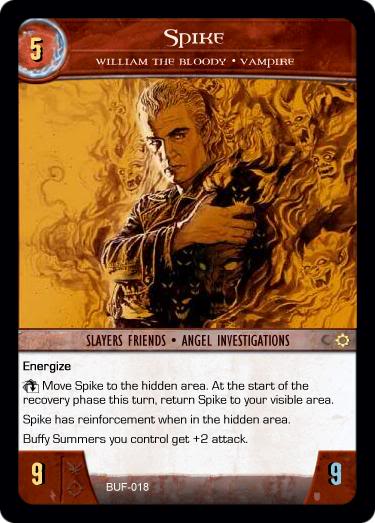 5
Spike
William the Bloody • Vampire
Slayers Friends • Angel Investigations
Energize
Move Spike to the hidden area. At the start of the
recovery phase this turn, return Spike to your visible area.
Spike has reinforcement when in the hidden area.
Buffy Summers you control get +2 attack.
9
BUF-018
9